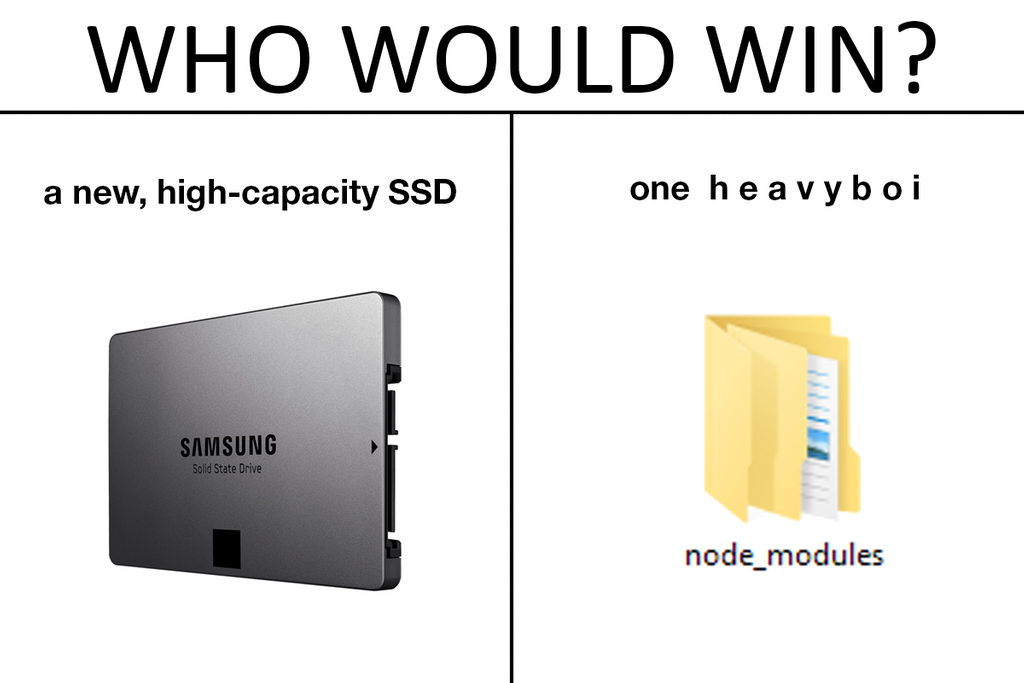 WHO WOULD WIN?
a new, high-capacity SSD
one h e a v y b o i
SAMSUNG
Solid State Drive
node_modules